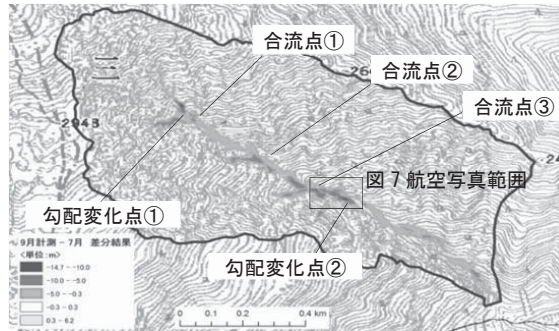 合流点①
合流点②
合流点③
三
2943
図7 航空写真範囲
勾配変化点①
勾配変化点②
9月計測-7月 差分結果
<単位:m>
-14.7 - -10.0
-10.0 - -5.0
-5.0 - -0.3
-0.3 - 0.3
0.3 - 6.2
0 0.2 0.4 km